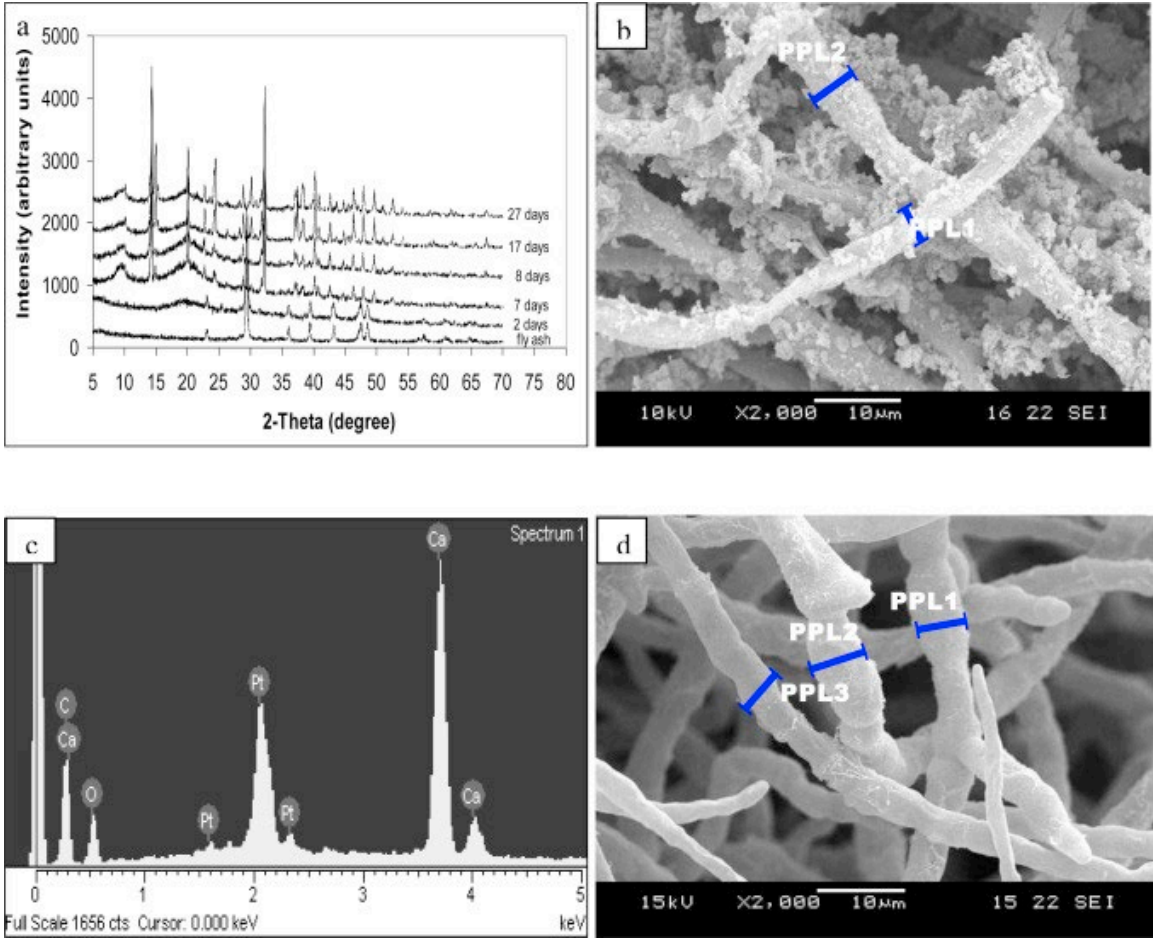 a
Intensity (arbitrary units)
5000
4000
3000
2000
1000
0
27 days
17 days
8 days
7 days
2 days
fly ash
5 10 15 20 25 30 35 40 45 50 55 60 65 70 75 80
2-Theta (degree)
b
PPL2
PPL1
10kV X2,000 10µm 16 22 SEI
c
Spectrum 1
Ca
C
Ca
O
Pt
Pt
Pt
Ca
0 1 2 3 4 5
Full Scale 1656 cts Cursor: 0.000 keV keV
d
PPL1
PPL2
PPL3
15kV X2,000 10µm 15 22 SEI